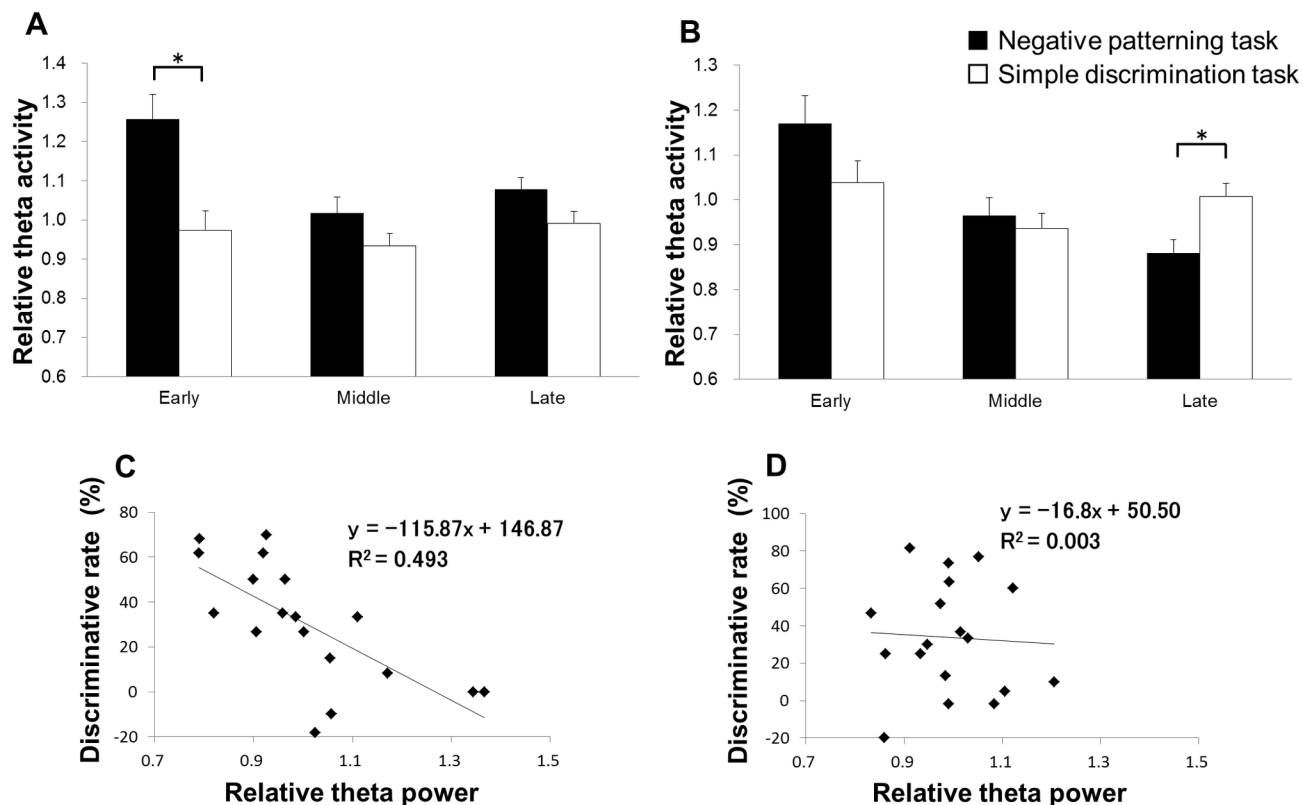 A
Relative theta activity
1.4
1.3
1.2
1.1
1.0
0.9
0.8
0.7
0.6
*
Early Middle Late
B
Negative patterning task
Simple discrimination task
Relative theta activity
1.3
1.2
1.1
1.0
0.9
0.8
0.7
0.6
*
Early Middle Late
C
Discriminative rate (%)
80
60
40
20
0
-20
y = −115.87x + 146.87
R² = 0.493
0.7 0.9 1.1 1.3 1.5
Relative theta power
D
Discriminative rate (%)
100
80
60
40
20
0
-20
y = −16.8x + 50.50
R² = 0.003
0.7 0.9 1.1 1.3 1.5
Relative theta power